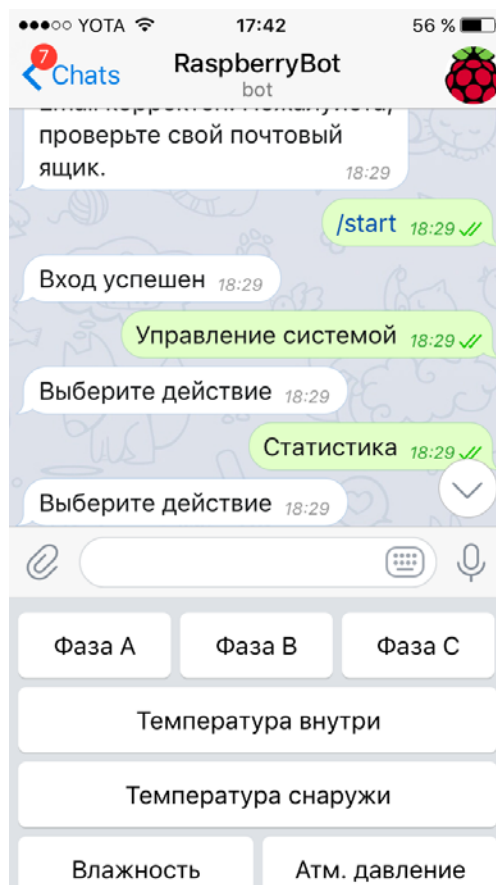 YOTA 17:42 56 %
7
Chats RaspberryBot
bot
проверьте свой почтовый
ящик. 18:29
/start 18:29
Вход успешен 18:29
Управление системой 18:29
Выберите действие 18:29
Статистика 18:29
Выберите действие 18:29
Фаза A Фаза B Фаза C
Температура внутри
Температура снаружи
Влажность Атм. давление